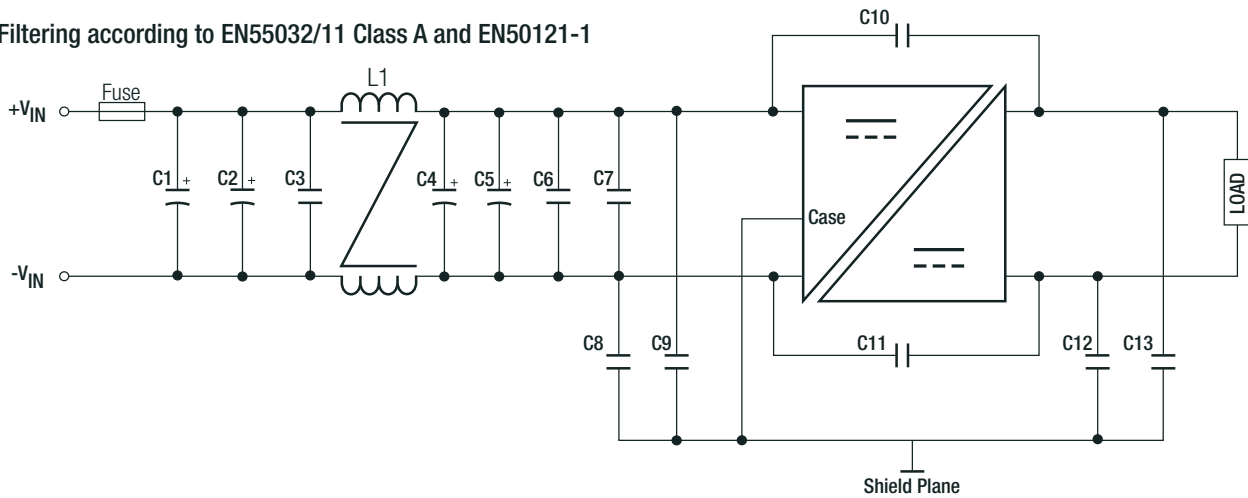 Filtering according to EN55032/11 Class A and EN50121-1
C10
L1
Fuse
+VIN
C1 +
C2 +
C3
C4 +
C5 +
C6
C7
Case
LOAD
-VIN
C8
C9
C11
C12
C13
Shield Plane